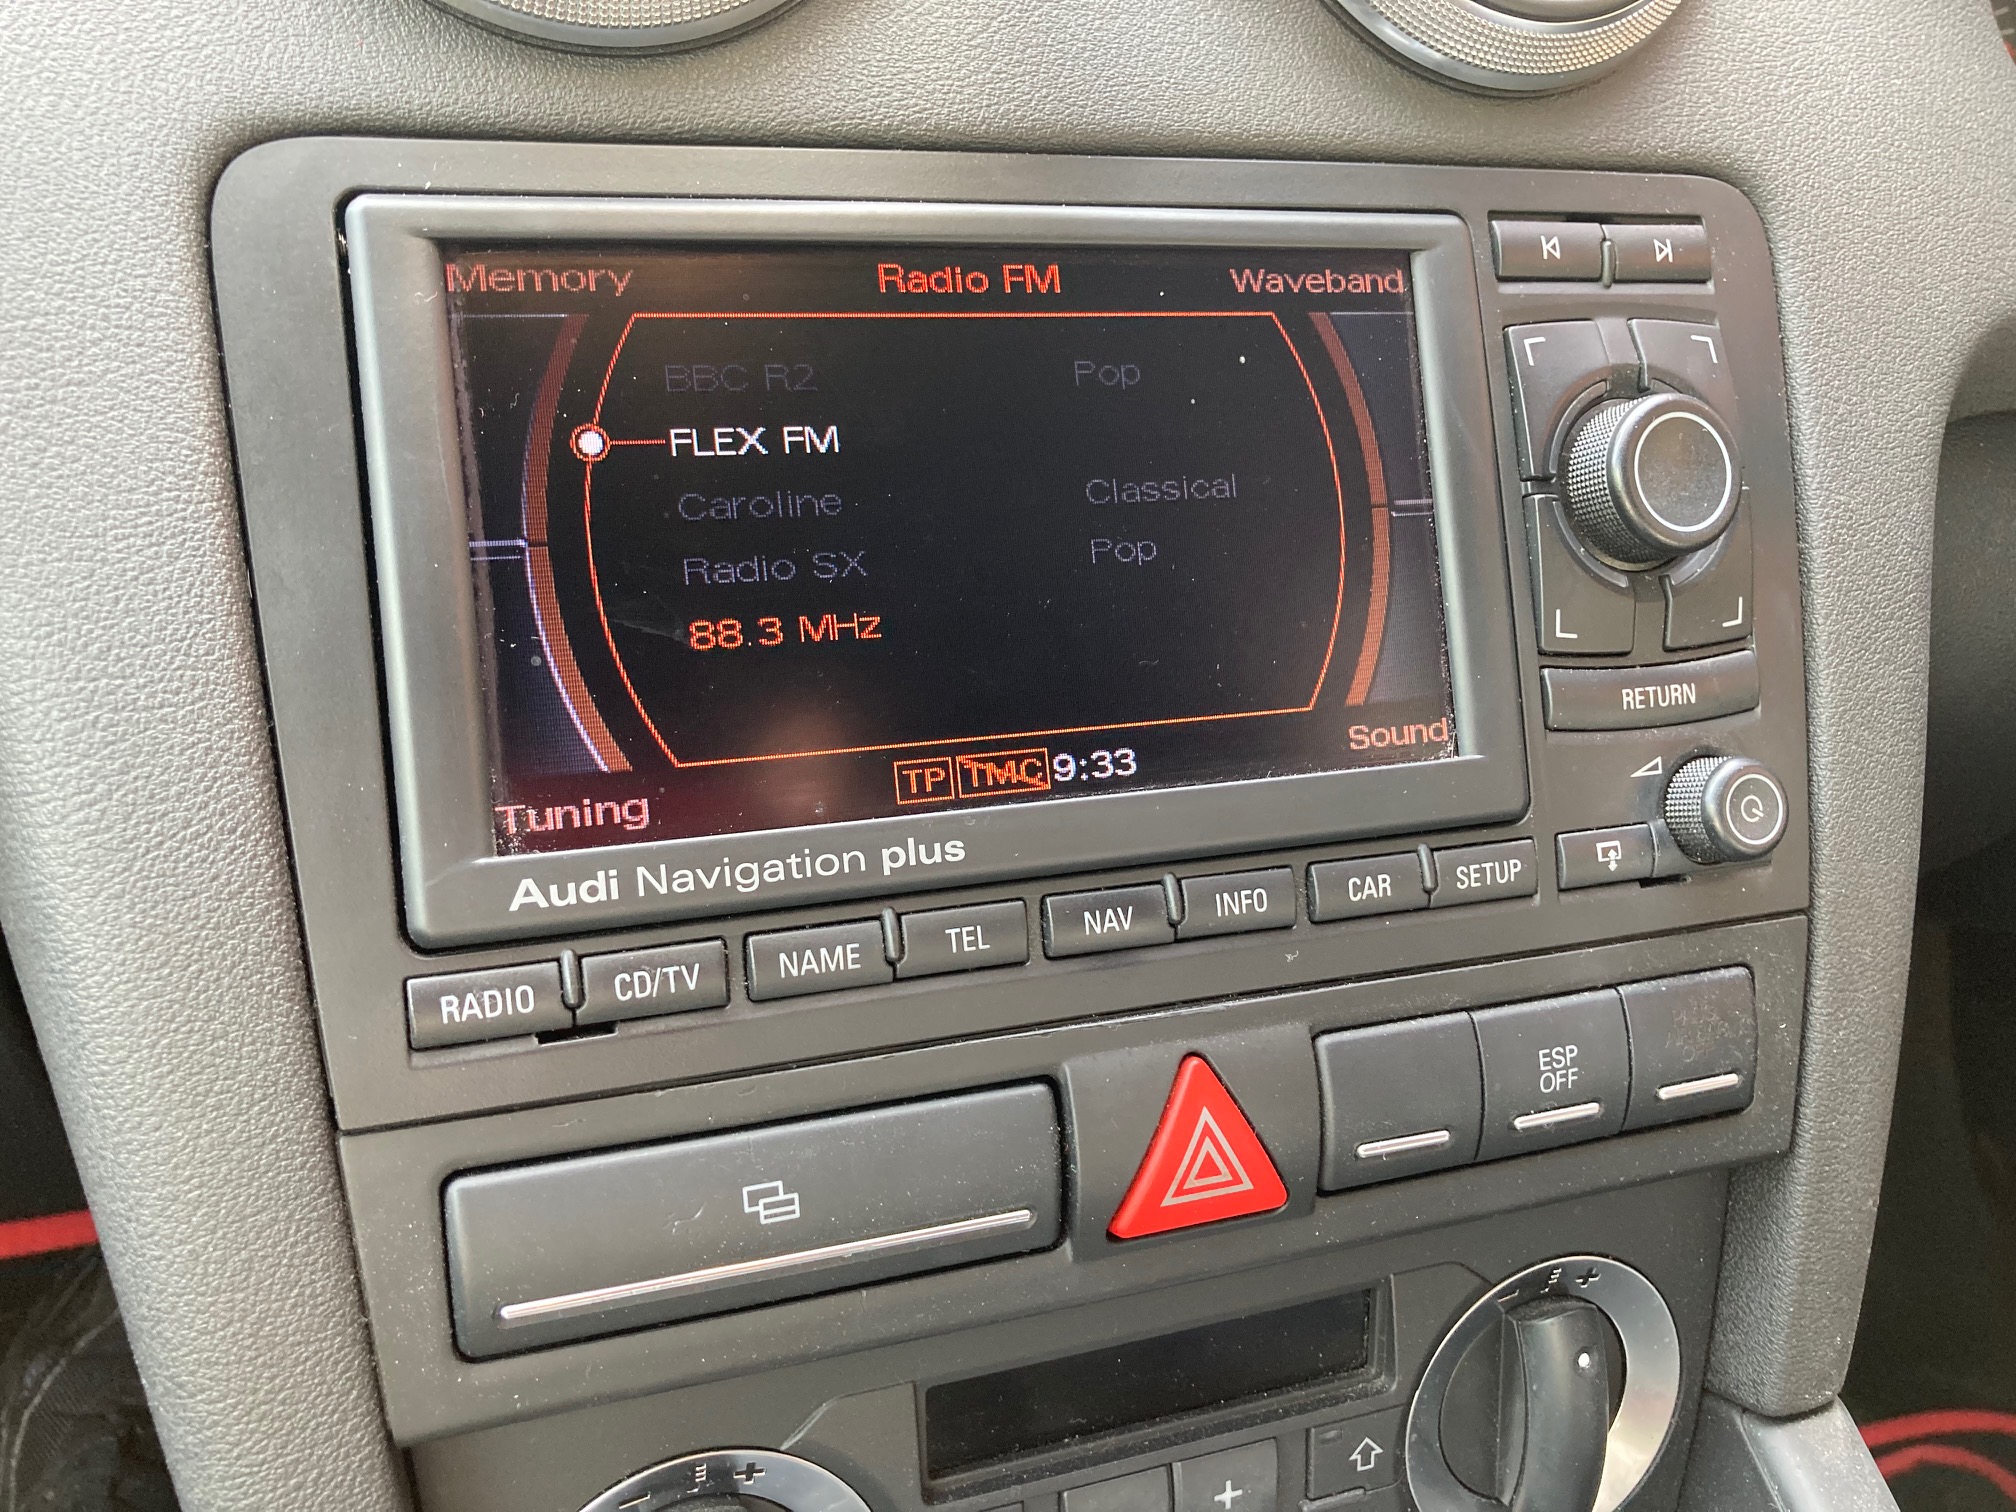 Memory Radio FM Waveband
BBC R2 Pop
FLEX FM
Caroline Classical
Radio SX Pop
88.3 MHz
Sound
TP TMC 9:33
Tuning
Audi Navigation plus
RETURN
RADIO CD/TV NAME TEL NAV INFO CAR SETUP
ESP
OFF